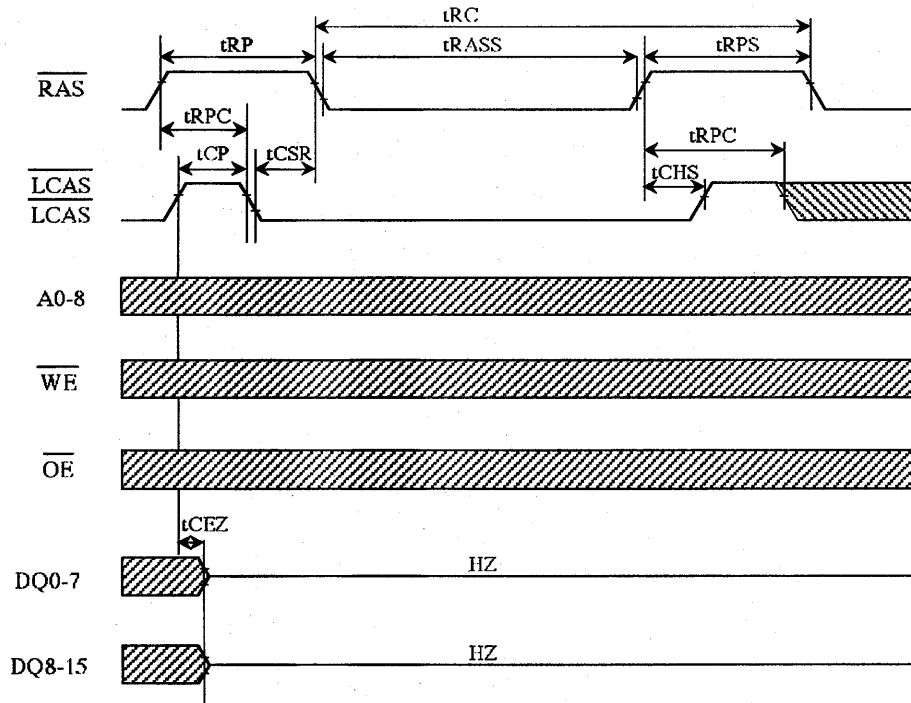 tRC
tRP tRASS tRPS
RAS
tRPC tRPC
tCP tCSR tCHS
LCAS
LCAS
A0-8
WE
OE
tCEZ
DQ0-7 HZ
DQ8-15 HZ